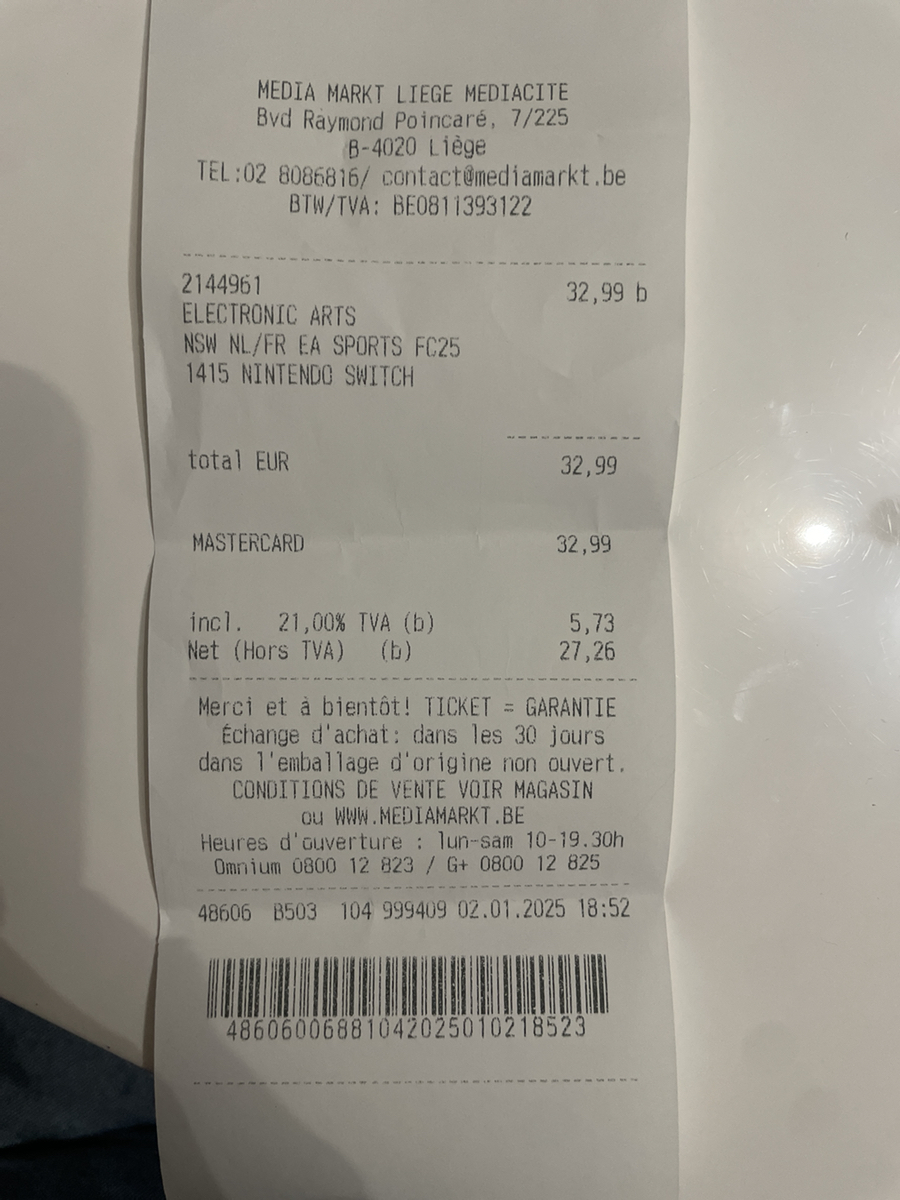 MEDIA MARKT LIEGE MEDIACITE
Bvd Raymond Poincaré, 7/225
B-4020 Liège
TEL:02 8086816/ contact@mediamarkt.be
BTW/TVA: BE0811393122
2144961 32,99 b
ELECTRONIC ARTS
NSW NL/FR EA SPORTS FC25
1415 NINTENDO SWITCH
total EUR 32,99
MASTERCARD 32,99
incl. 21,00% TVA (b) 5,73
Net (Hors TVA) (b) 27,26
Merci et à bientôt! TICKET = GARANTIE
Échange d'achat: dans les 30 jours
dans l'emballage d'origine non ouvert.
CONDITIONS DE VENTE VOIR MAGASIN
ou WWW.MEDIAMARKT.BE
Heures d'ouverture : lun-sam 10-19.30h
Omnium 0800 12 823 / G+ 0800 12 825
48606 B503 104 999409 02.01.2025 18:52
48606006881042025010218523